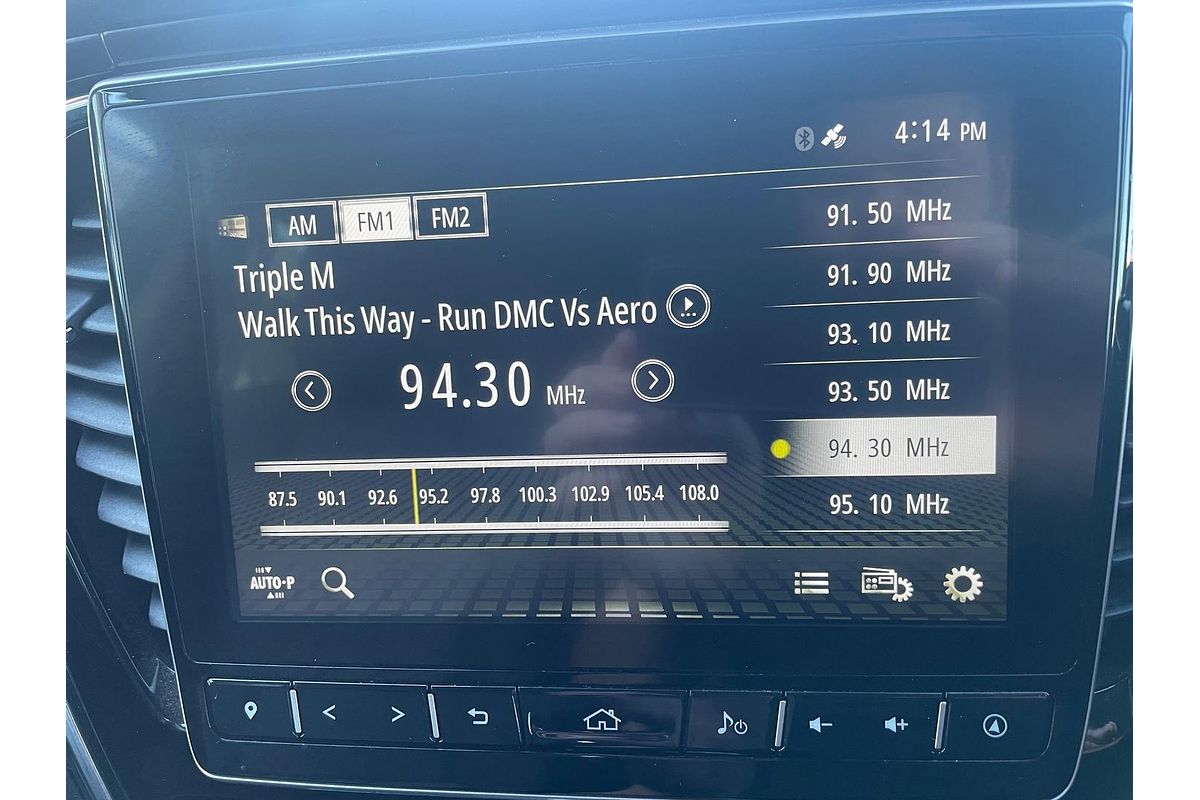 4:14 PM
AM FM1 FM2
Triple M
Walk This Way - Run DMC Vs Aero
94.30 MHz
87.5 90.1 92.6 95.2 97.8 100.3 102.9 105.4 108.0
AUTO·P
91. 50 MHz
91. 90 MHz
93. 10 MHz
93. 50 MHz
94. 30 MHz
95. 10 MHz